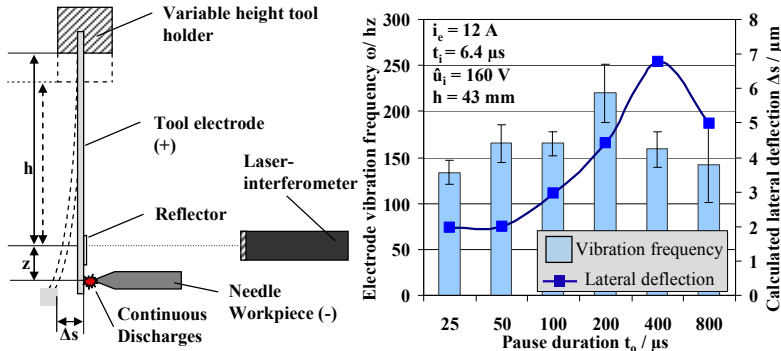 Variable height tool
holder
h
Tool electrode
(+)
Laser-
interferometer
Reflector
z
Needle
Workpiece (-)
Continuous
Discharges
Δs
Electrode vibration frequency ω/ hz
300
250
200
150
100
50
0
i_e = 12 A
t_i = 6.4 µs
û_i = 160 V
h = 43 mm
Vibration frequency
Lateral deflection
25 50 100 200 400 800
Pause duration t_o / µs
8
7
6
5
4
3
2
1
0
Calculated lateral deflection Δs / µm